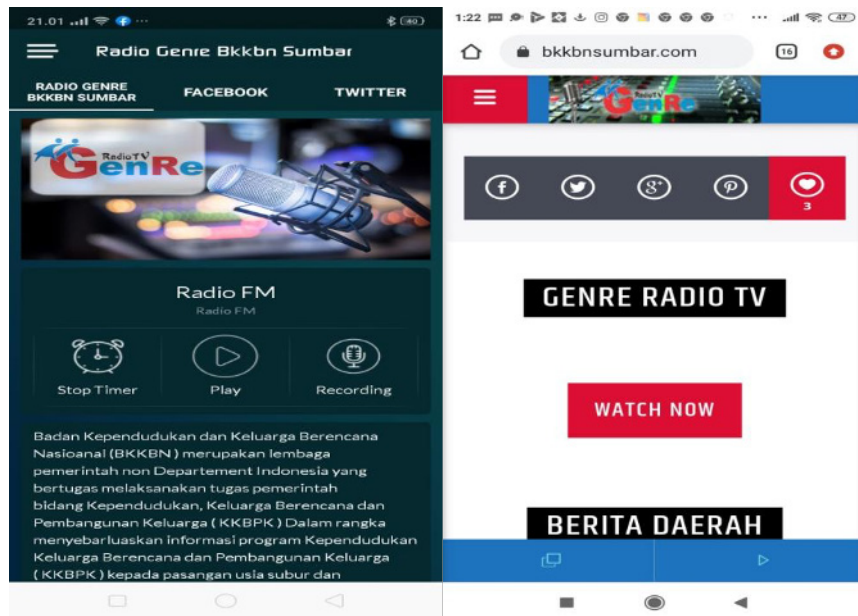 21.01
40
Radio Genre Bkkbn Sumbar
RADIO GENRE
BKKBN SUMBAR
FACEBOOK
TWITTER
RadioTV
GenRe
Radio FM
Radio FM
Stop Timer
Play
Recording
Badan Kependudukan dan Keluarga Berencana
Nasioanal (BKKBN ) merupakan lembaga
pemerintah non Departement Indonesia yang
bertugas melaksanakan tugas pemerintah
bidang Kependudukan, Keluarga Berencana dan
Pembangunan Keluarga ( KKBPK ) Dalam rangka
menyebarluaskan informasi program Kependudukan
Keluarga Berencana dan Pembangunan Keluarga
( KKBPK ) kepada pasangan usia subur dan
1:22
47
bkkbnsumbar.com
16
RadioTV
GenRe
3
GENRE RADIO TV
WATCH NOW
BERITA DAERAH